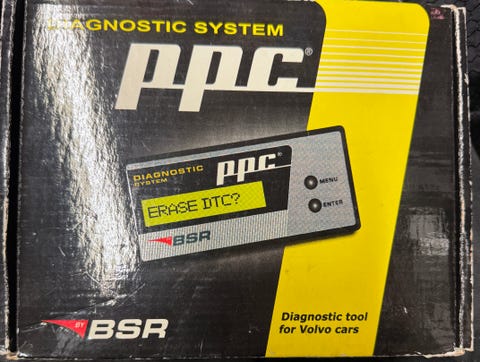 DIAGNOSTIC SYSTEM
ppc®
DIAGNOSTIC
SYSTEM
ppc®
MENU
ERASE DTC?
ENTER
BSR
BY BSR
Diagnostic tool
for Volvo cars